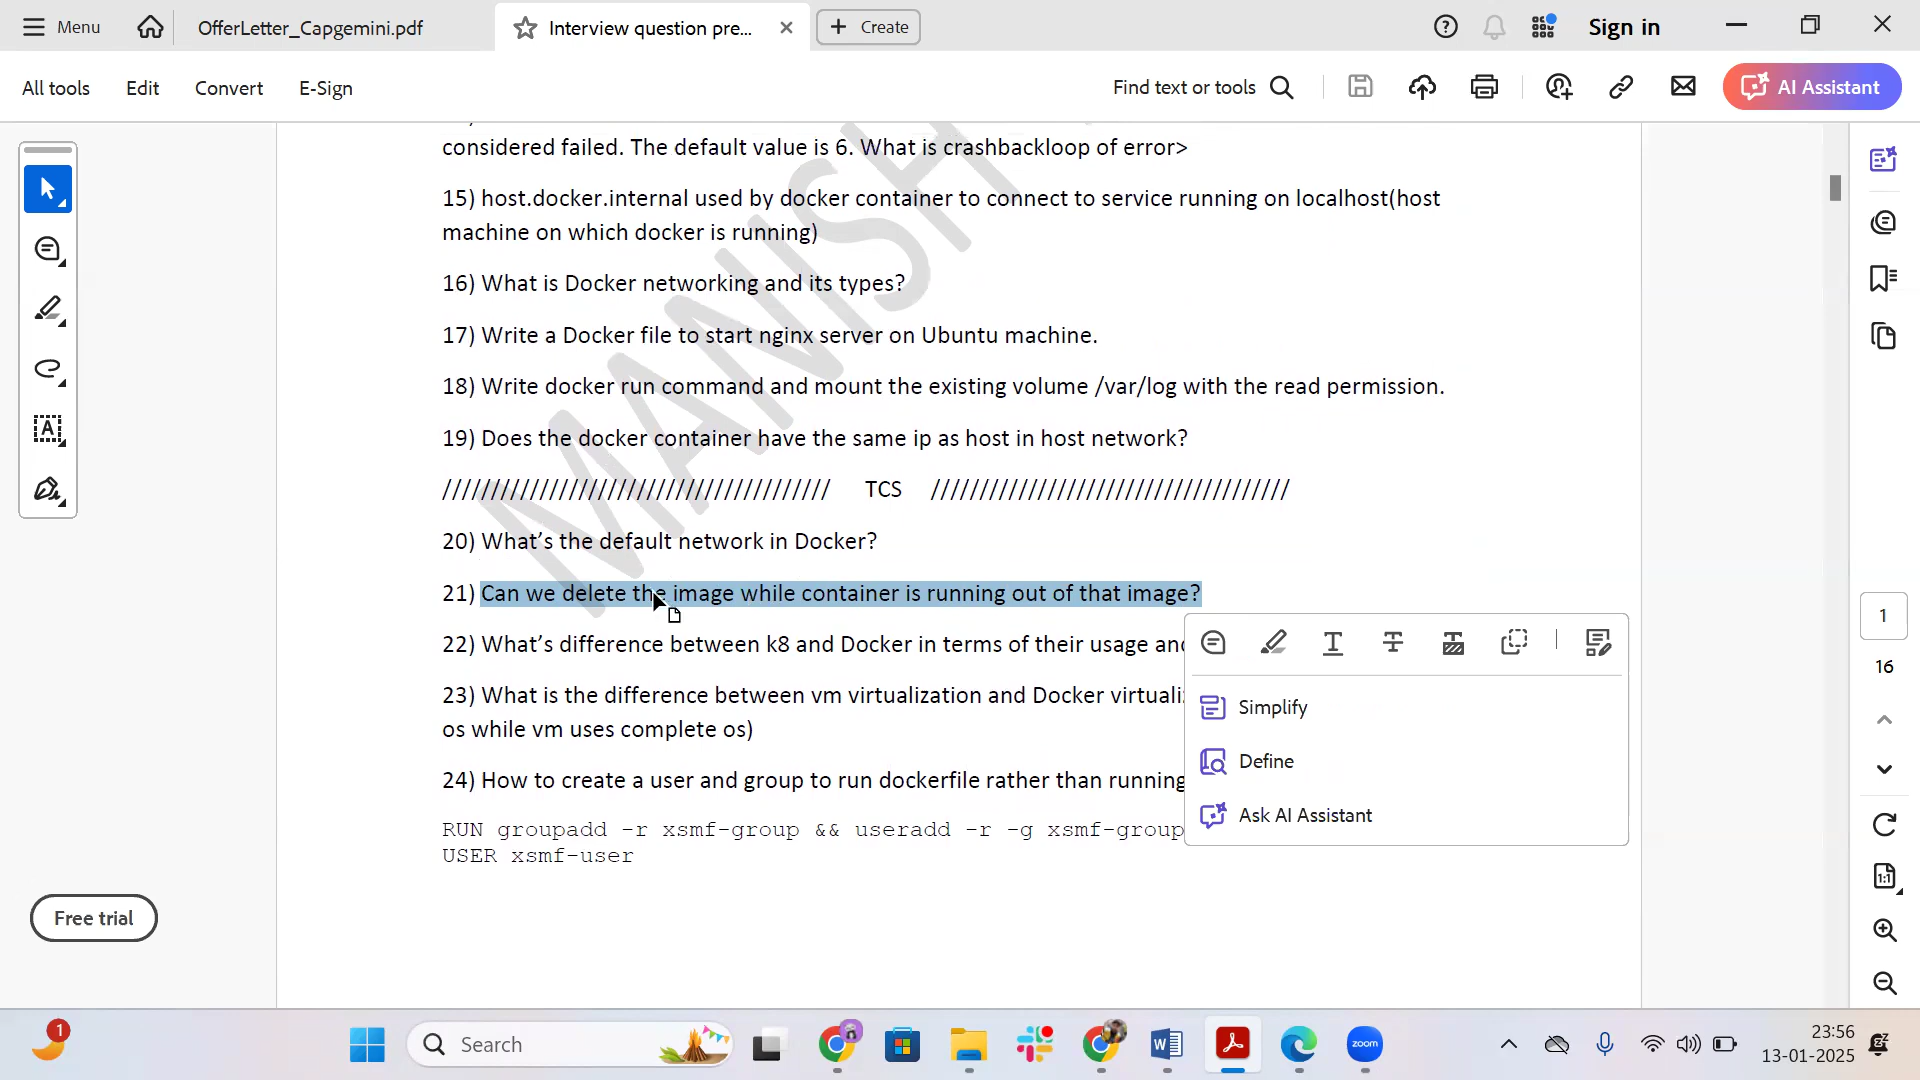 Menu
OfferLetter_Capgemini.pdf
Interview question pre...
Create
Sign in
All tools
Edit
Convert
E-Sign
Find text or tools
AI Assistant
considered failed. The default value is 6. What is crashbackloop of error>
15) host.docker.internal used by docker container to connect to service running on localhost(host
machine on which docker is running)
16) What is Docker networking and its types?
17) Write a Docker file to start nginx server on Ubuntu machine.
18) Write docker run command and mount the existing volume /var/log with the read permission.
19) Does the docker container have the same ip as host in host network?
///////////////////////////////////// TCS //////////////////////////////////
20) What's the default network in Docker?
21) Can we delete the image while container is running out of that image?
22) What's difference between k8 and Docker in terms of their usage and
23) What is the difference between vm virtualization and Docker
os while vm uses complete os)
24) How to create a user and group to run dockerfile rather than running
RUN groupadd -r xsmf-group && useradd -r -g xsmf-group
USER xsmf-user
MANISH
Simplify
Define
Ask AI Assistant
1
16
1:1
Free trial
1
Search
zoom
23:56
13-01-2025